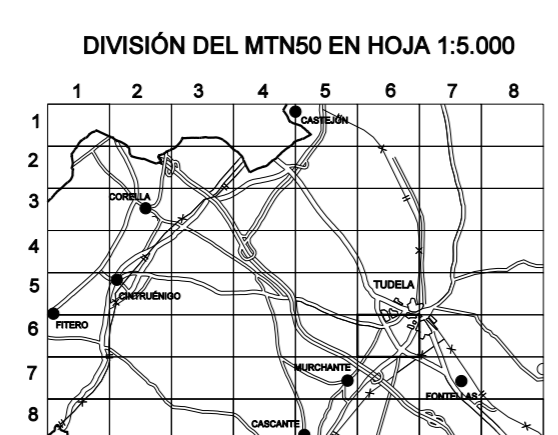 DIVISIÓN DEL MTN50 EN HOJA 1:5.000
1 2 3 4 5 6 7 8
1
CASTEJÓN
2
3
CORELLA
4
5
TUDELA
CINTRUÉNIGO
6
FITERO
7
MURCHANTE
FONTELLAS
8
CASCANTE